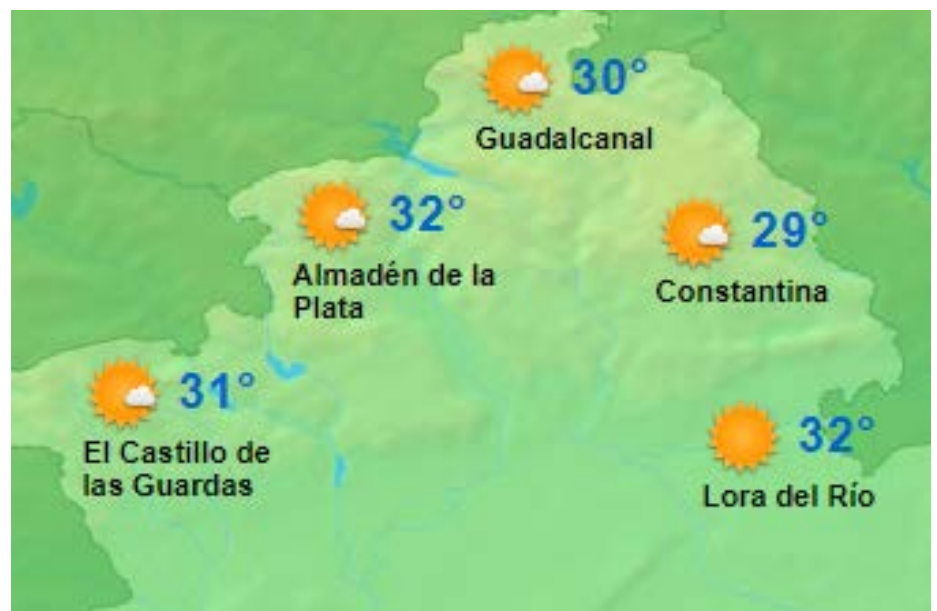 30°
Guadalcanal
32°
Almadén de la
Plata
29°
Constantina
31°
El Castillo de
las Guardas
32°
Lora del Río